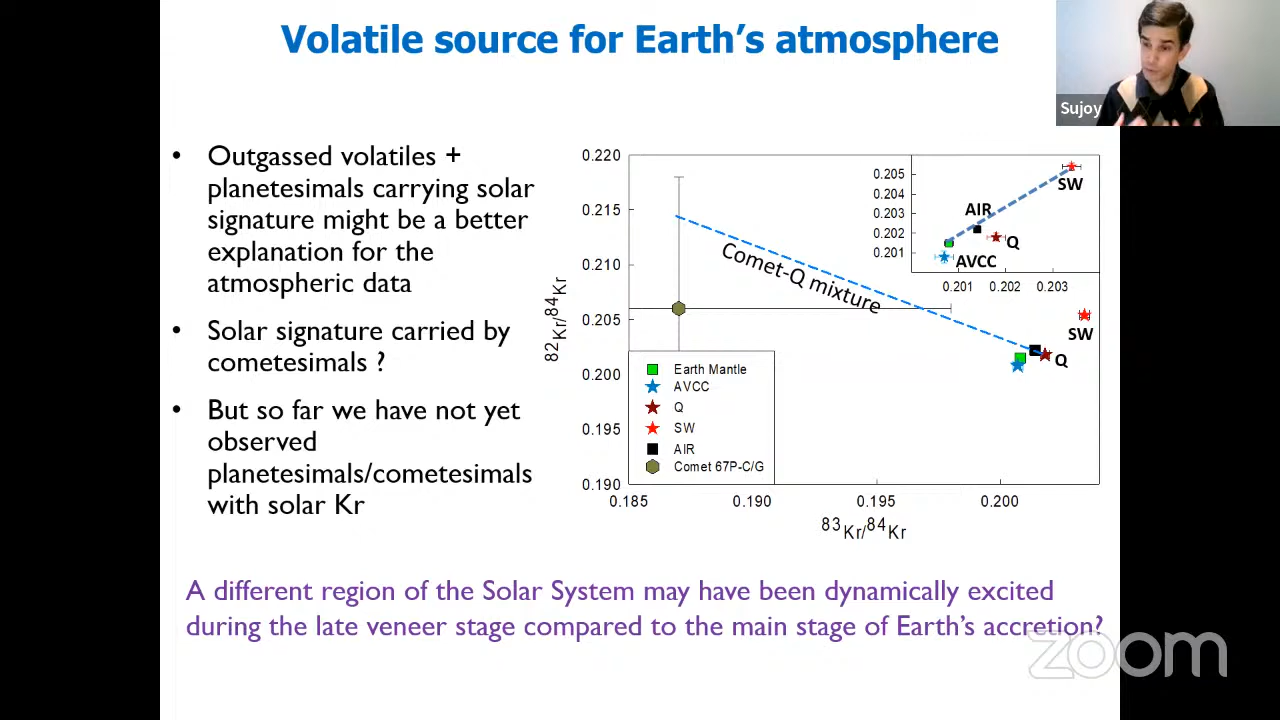 Volatile source for Earth's atmosphere
Sujoy
• Outgassed volatiles +
planetesimals carrying solar
signature might be a better
explanation for the
atmospheric data
• Solar signature carried by
cometesimals ?
• But so far we have not yet
observed
planetesimals/cometesimals
with solar Kr
0.220
0.215
0.210
0.205
0.200
0.195
0.190
82Kr/84Kr
0.185
0.190
0.195
0.200
83Kr/84Kr
Comet-Q mixture
SW
Q
Earth Mantle
AVCC
Q
SW
AIR
Comet 67P-C/G
0.205
0.204
0.203
0.202
0.201
0.201
0.202
0.203
SW
AIR
Q
AVCC
A different region of the Solar System may have been dynamically excited
during the late veneer stage compared to the main stage of Earth's accretion?
zoom